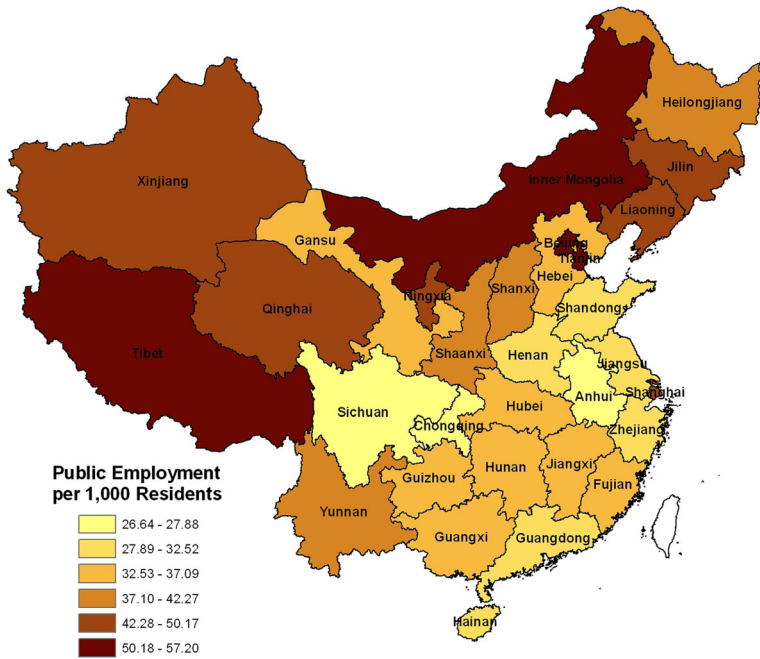 Heilongjiang
Jilin
Xinjiang
Inner Mongolia
Liaoning
Gansu
Beijing
Tianjin
Hebei
Ningxia
Shanxi
Qinghai
Shandong
Tibet
Shaanxi
Henan
Jiangsu
Shanghai
Anhui
Sichuan
Hubei
Chongqing
Zhejiang
Public Employment
per 1,000 Residents
Guizhou
Hunan
Jiangxi
Fujian
Yunnan
Guangxi
Guangdong
Hainan
26.64 - 27.88
27.89 - 32.52
32.53 - 37.09
37.10 - 42.27
42.28 - 50.17
50.18 - 57.20